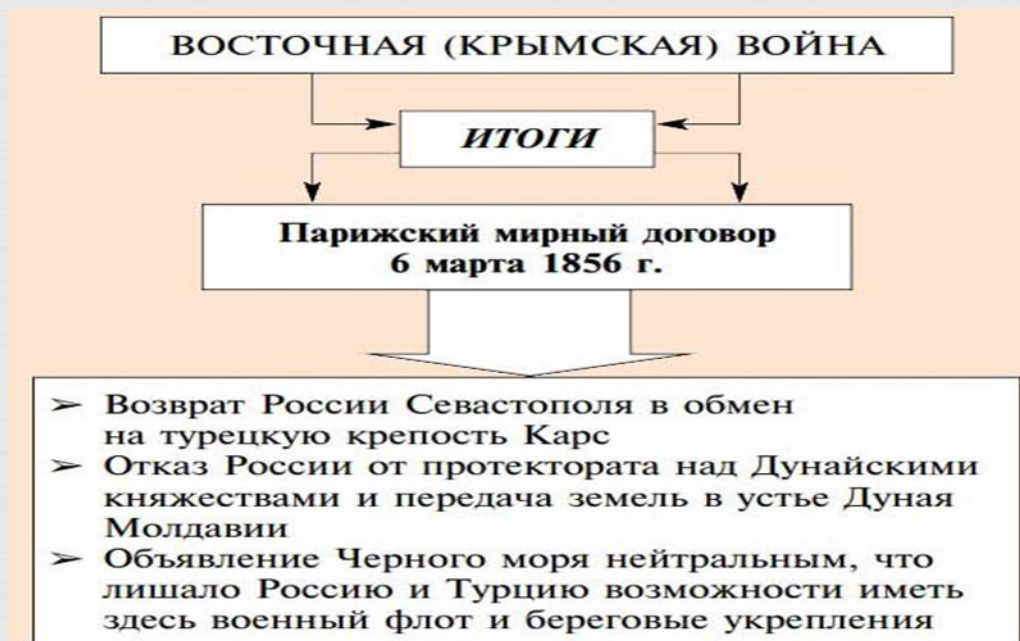 ВОСТОЧНАЯ (КРЫМСКАЯ) ВОЙНА
ИТОГИ
Парижский мирный договор
6 марта 1856 г.
➢ Возврат России Севастополя в обмен
на турецкую крепость Карс
➢ Отказ России от протектората над Дунайскими
княжествами и передача земель в устье Дуная
Молдавии
➢ Объявление Черного моря нейтральным, что
лишало Россию и Турцию возможности иметь
здесь военный флот и береговые укрепления